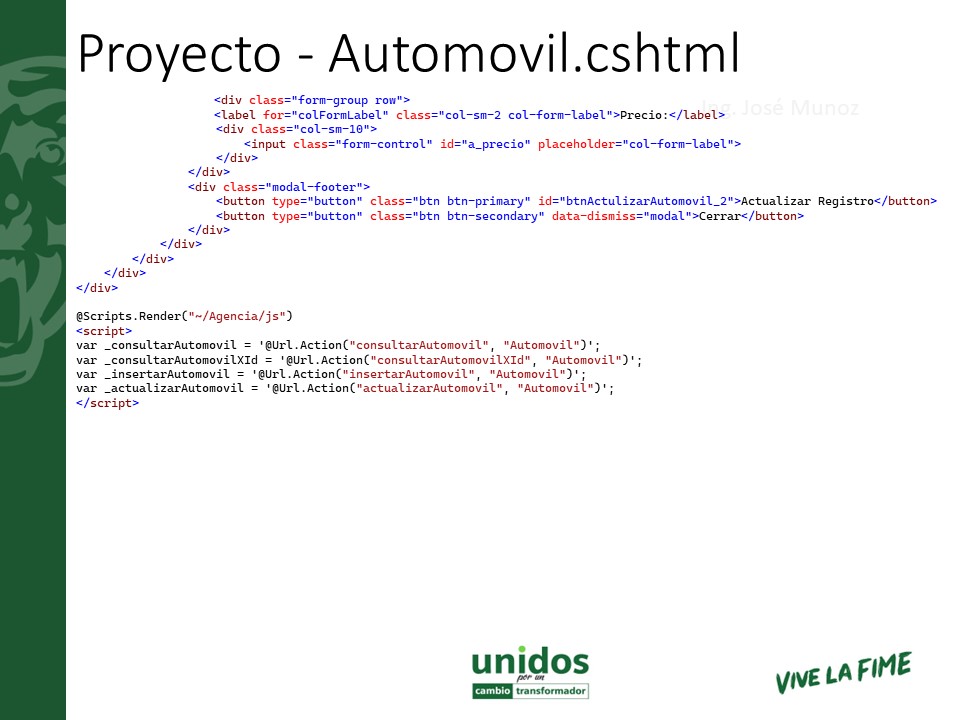 Proyecto - Automovil.cshtml
Ing. José Munoz
<div class="form-group row">
<label for="colFormLabel" class="col-sm-2 col-form-label">Precio:</label>
<div class="col-sm-10">
<input class="form-control" id="a_precio" placeholder="col-form-label">
</div>
</div>
<div class="modal-footer">
<button type="button" class="btn btn-primary" id="btnActulizarAutomovil_2">Actualizar Registro</button>
<button type="button" class="btn btn-secondary" data-dismiss="modal">Cerrar</button>
</div>
</div>
</div>
</div>
</div>
@Scripts.Render("~/Agencia/js")
<script>
var _consultarAutomovil = '@Url.Action("consultarAutomovil", "Automovil")';
var _consultarAutomovilXId = '@Url.Action("consultarAutomovilXId", "Automovil")';
var _insertarAutomovil = '@Url.Action("insertarAutomovil", "Automovil")';
var _actualizarAutomovil = '@Url.Action("actualizarAutomovil", "Automovil")';
</script>
unidos
por un
cambio transformador
VIVE LA FIME